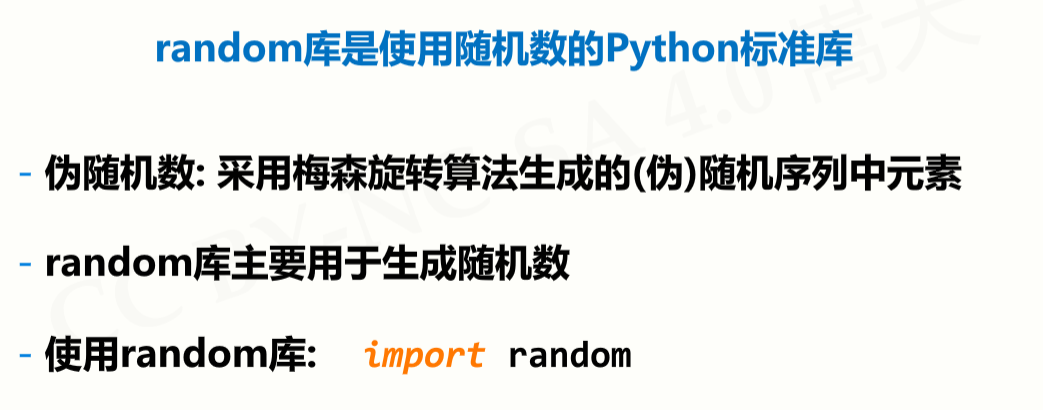 random库是使用随机数的Python标准库
- 伪随机数: 采用梅森旋转算法生成的(伪)随机序列中元素
- random库主要用于生成随机数
- 使用random库: import random
CC BY-NC-SA 4.0 嵩天